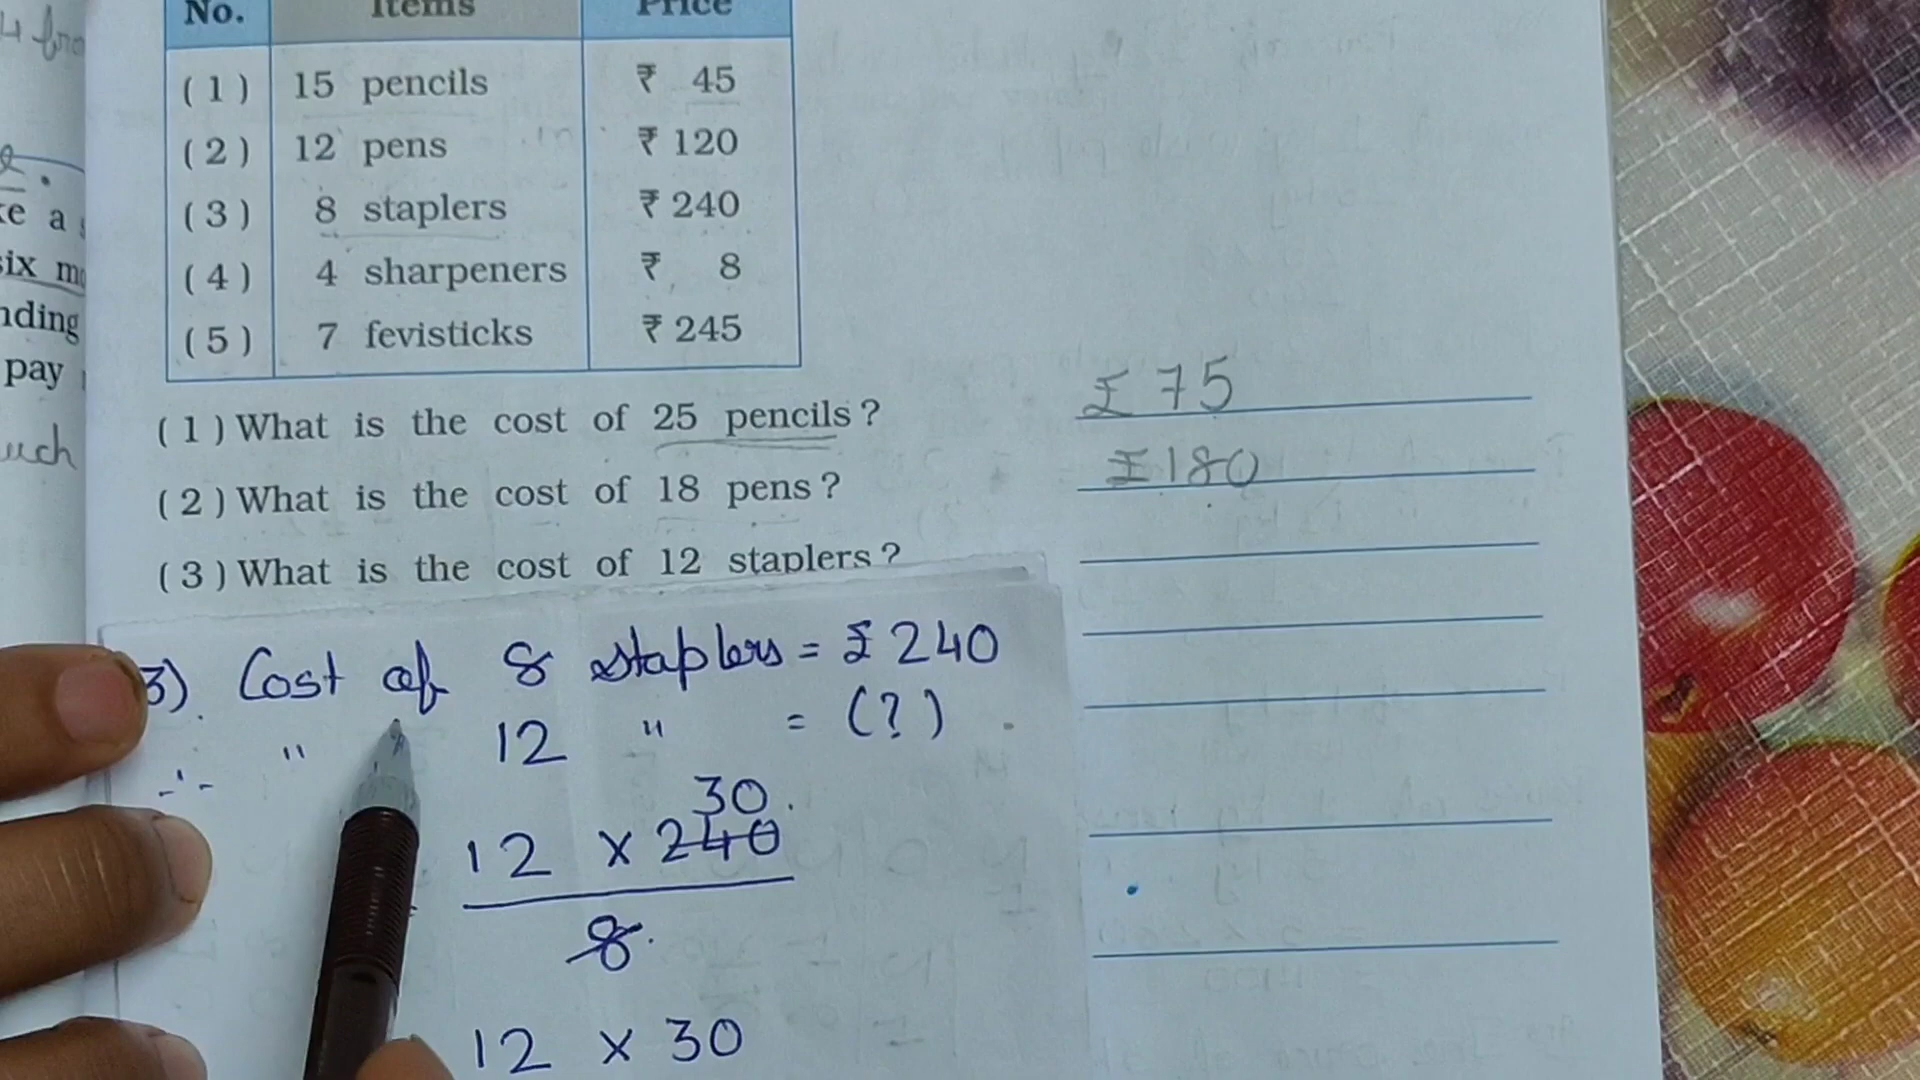 No. Items Price
(1) 15 pencils ₹ 45
(2) 12 pens ₹ 120
(3) 8 staplers ₹ 240
(4) 4 sharpeners ₹ 8
(5) 7 fevisticks ₹ 245
(1) What is the cost of 25 pencils? ₹ 75
(2) What is the cost of 18 pens? ₹ 180
(3) What is the cost of 12 staplers?
3) Cost of 8 staplers = ₹ 240
∴ " 12 " = (?)
30
12 × 240
8
12 × 30
six
pay